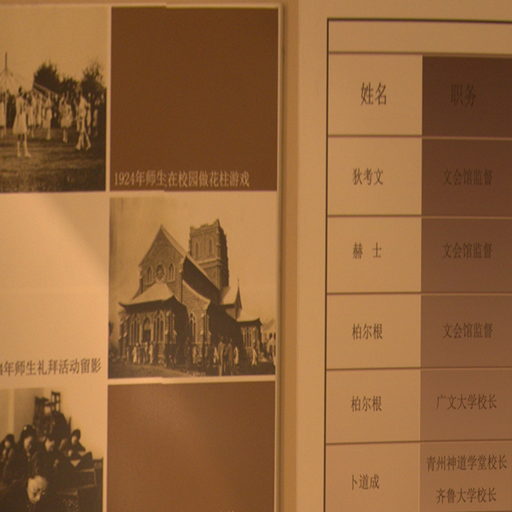 1924年师生在校园做花柱游戏
4年师生礼拜活动留影
姓名 职务
狄考文 文会馆监督
赫 士 文会馆监督
柏尔根 文会馆监督
柏尔根 广文大学校长
卜道成 青州神道学堂校长
齐鲁大学校长